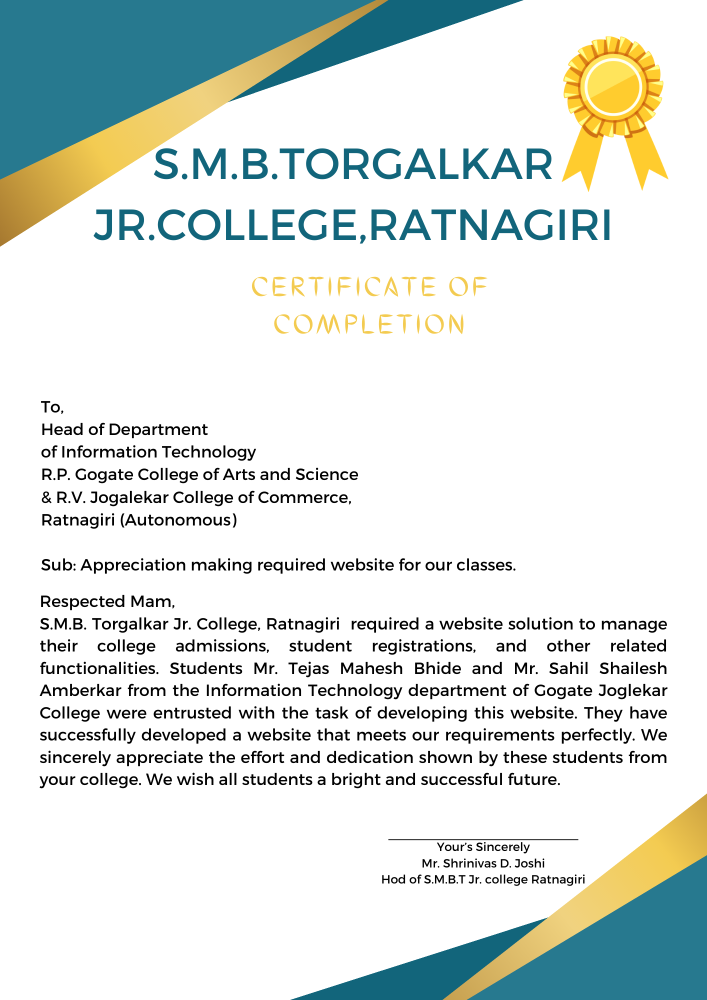 S.M.B.TORGALKAR
JR.COLLEGE,RATNAGIRI
CERTIFICATE OF
COMPLETION
To,
Head of Department
of Information Technology
R.P. Gogate College of Arts and Science
& R.V. Jogalekar College of Commerce,
Ratnagiri (Autonomous)
Sub: Appreciation making required website for our classes.
Respected Mam,
S.M.B. Torgalkar Jr. College, Ratnagiri  required a website solution to manage
their college admissions, student registrations, and other related
functionalities. Students Mr. Tejas Mahesh Bhide and Mr. Sahil Shailesh
Amberkar from the Information Technology department of Gogate Joglekar
College were entrusted with the task of developing this website. They have
successfully developed a website that meets our requirements perfectly. We
sincerely appreciate the effort and dedication shown by these students from
your college. We wish all students a bright and successful future.
Your’s Sincerely
Mr. Shrinivas D. Joshi
Hod of S.M.B.T Jr. college Ratnagiri